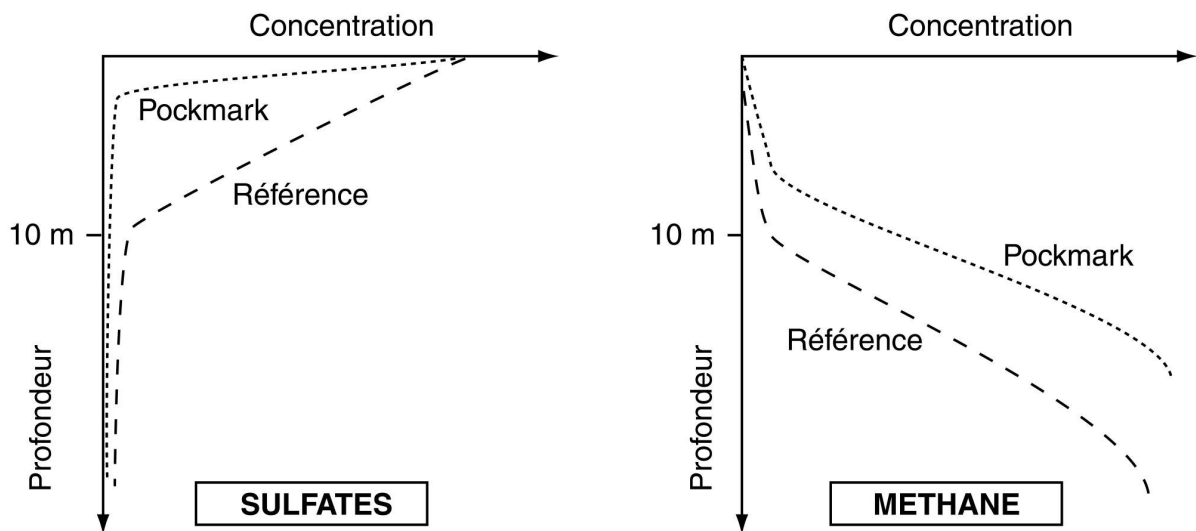 Concentration
Pockmark
Référence
10 m
Profondeur
SULFATES
Concentration
10 m
Pockmark
Référence
Profondeur
METHANE